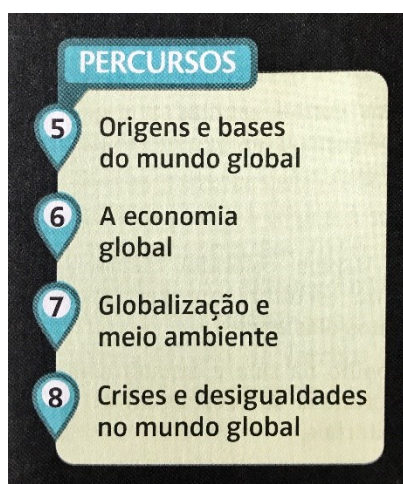 PERCURSOS
5 Origens e bases
do mundo global
6 A economia
global
7 Globalização e
meio ambiente
8 Crises e desigualdades
no mundo global